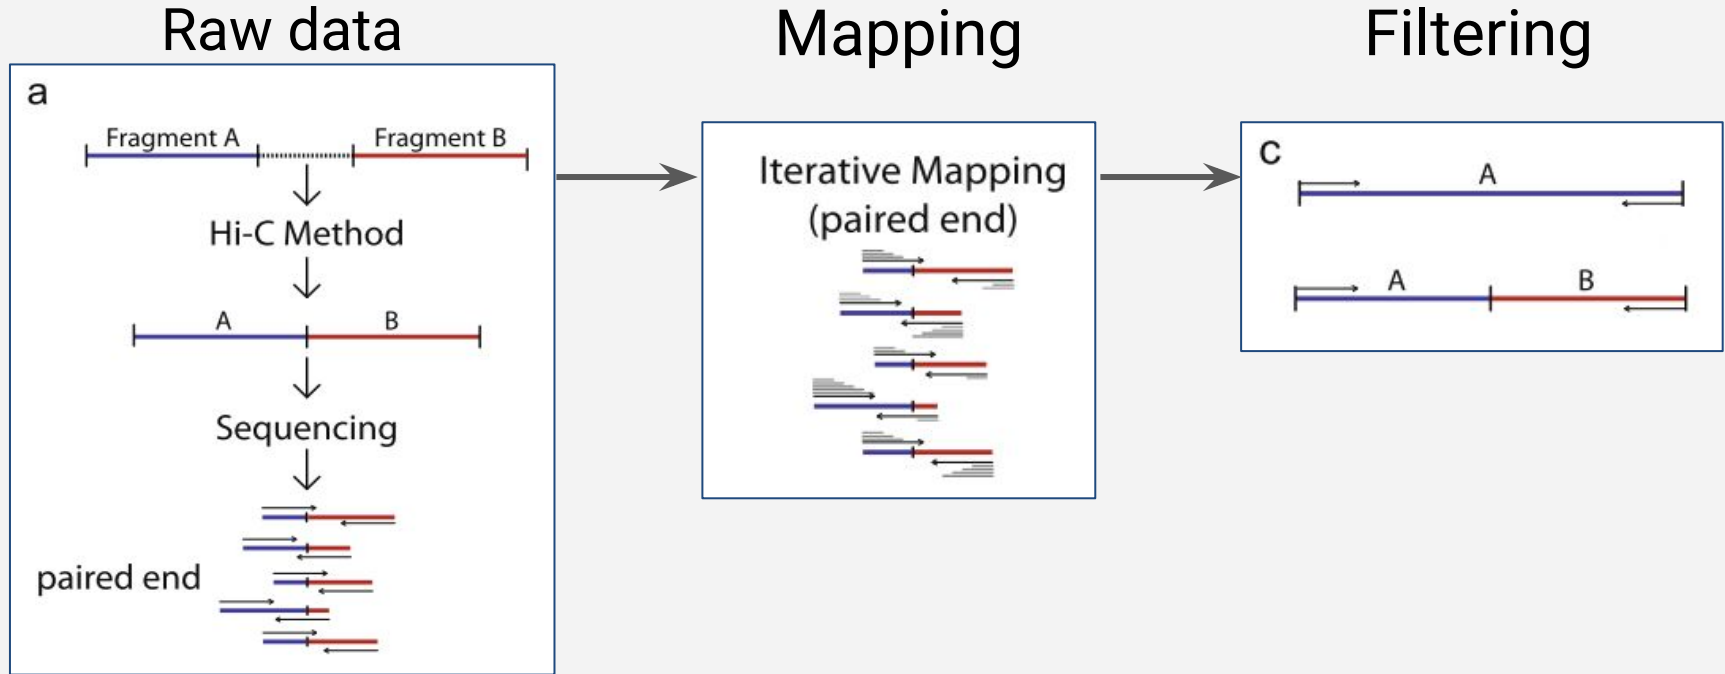 Raw data
a
Fragment A
Fragment B
Hi-C Method
A
B
Sequencing
paired end
Mapping
Iterative Mapping
(paired end)
Filtering
c
A
A
B